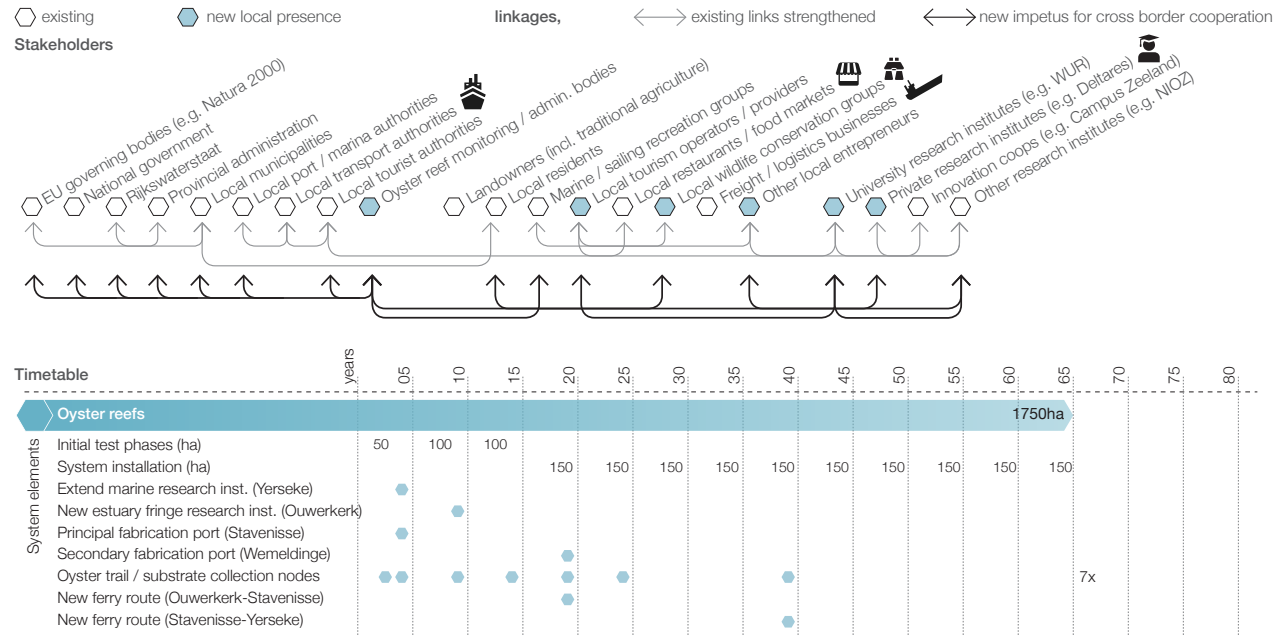 existing
new local presence
linkages,
existing links strengthened
new impetus for cross border cooperation
Stakeholders
EU governing bodies (e.g. Natura 2000)
National government
Rijkswaterstaat
Provincial administration
Local municipalities
Local port / marina authorities
Local transport authorities
Local tourist authorities
Oyster reef monitoring / admin. bodies
Landowners (incl. traditional agriculture)
Local residents
Marine / sailing recreation groups
Local tourism operators / providers
Local restaurants / food markets
Local wildlife conservation groups
Freight / logistics businesses
Other local entrepreneurs
University research institutes (e.g. WUR)
Private research institutes (e.g. Deltares)
Innovation coops (e.g. Campus Zeeland)
Other research institutes (e.g. NIOZ)
Timetable
years 05 10 15 20 25 30 35 40 45 50 55 60 65 70 75 80
Oyster reefs 1750ha
System elements
Initial test phases (ha) 50 100 100
System installation (ha) 150 150 150 150 150 150 150 150 150 150
Extend marine research inst. (Yerseke)
New estuary fringe research inst. (Ouwerkerk)
Principal fabrication port (Stavenisse)
Secondary fabrication port (Wemeldinge)
Oyster trail / substrate collection nodes 7x
New ferry route (Ouwerkerk-Stavenisse)
New ferry route (Stavenisse-Yerseke)